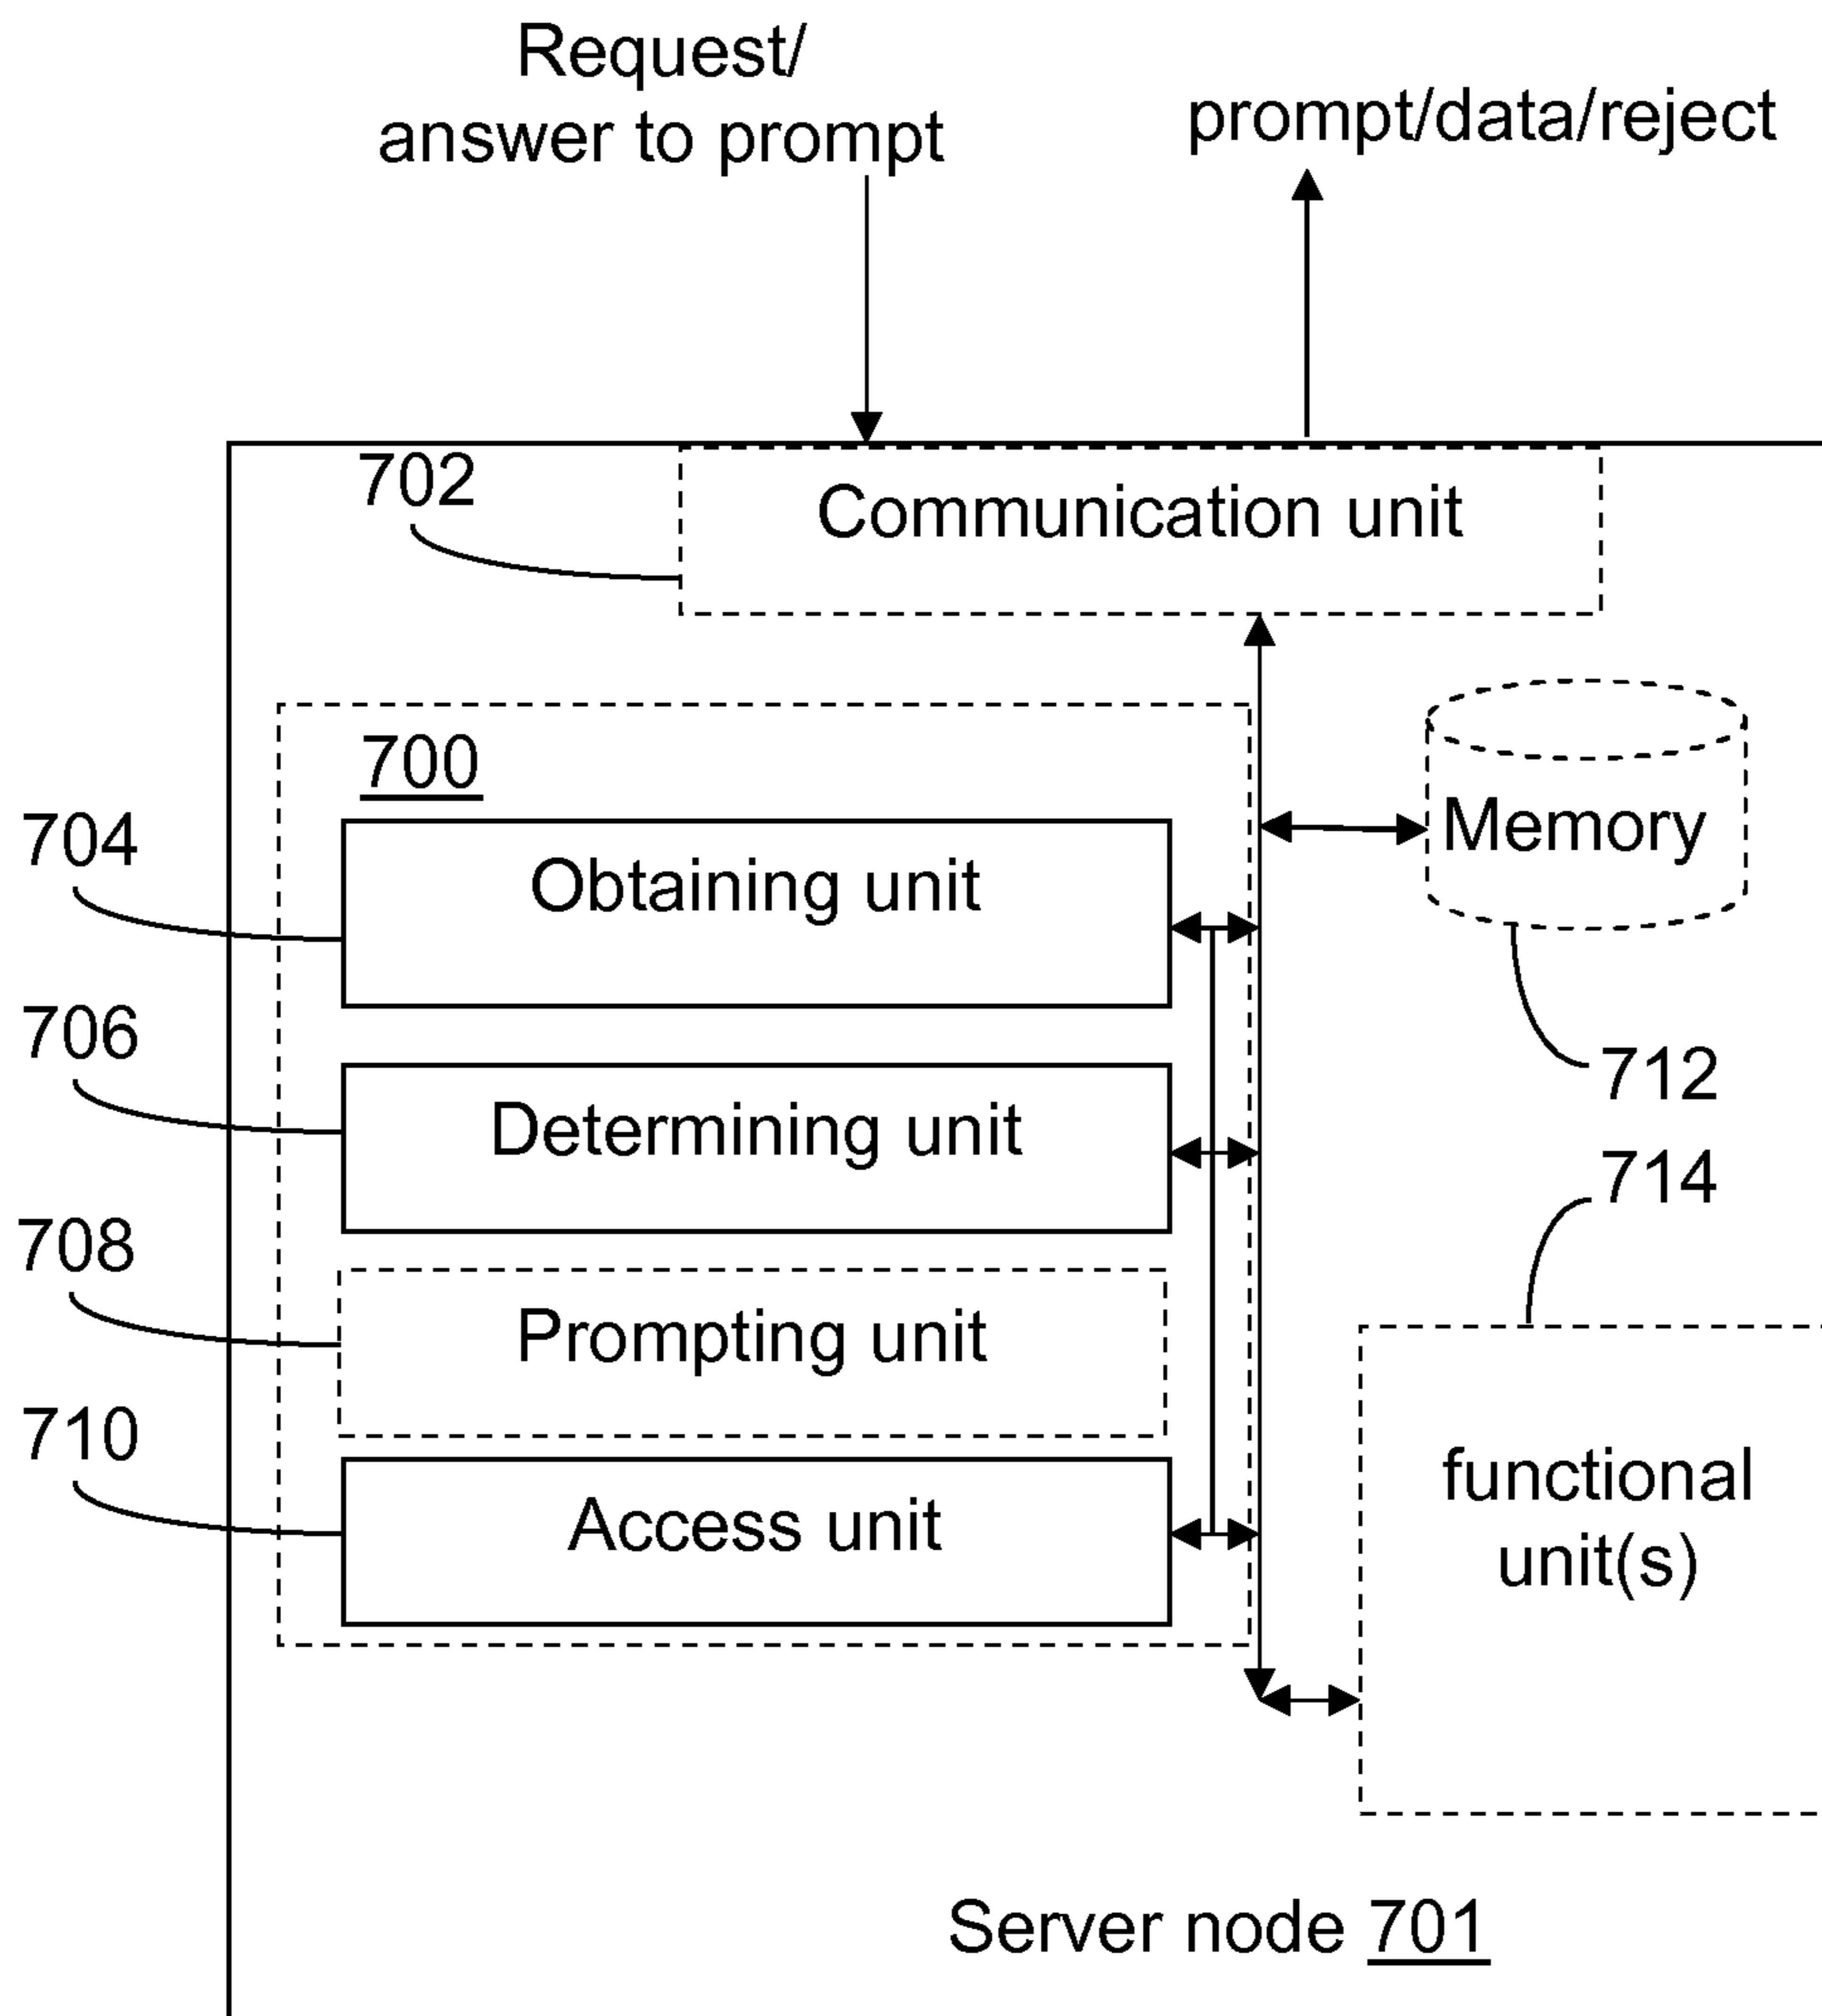 Request/
answer to prompt
prompt/data/reject
702
Communication unit
700
704
Obtaining unit
Memory
706
Determining unit
712
714
708
Prompting unit
710
Access unit
functional
unit(s)
Server node 701